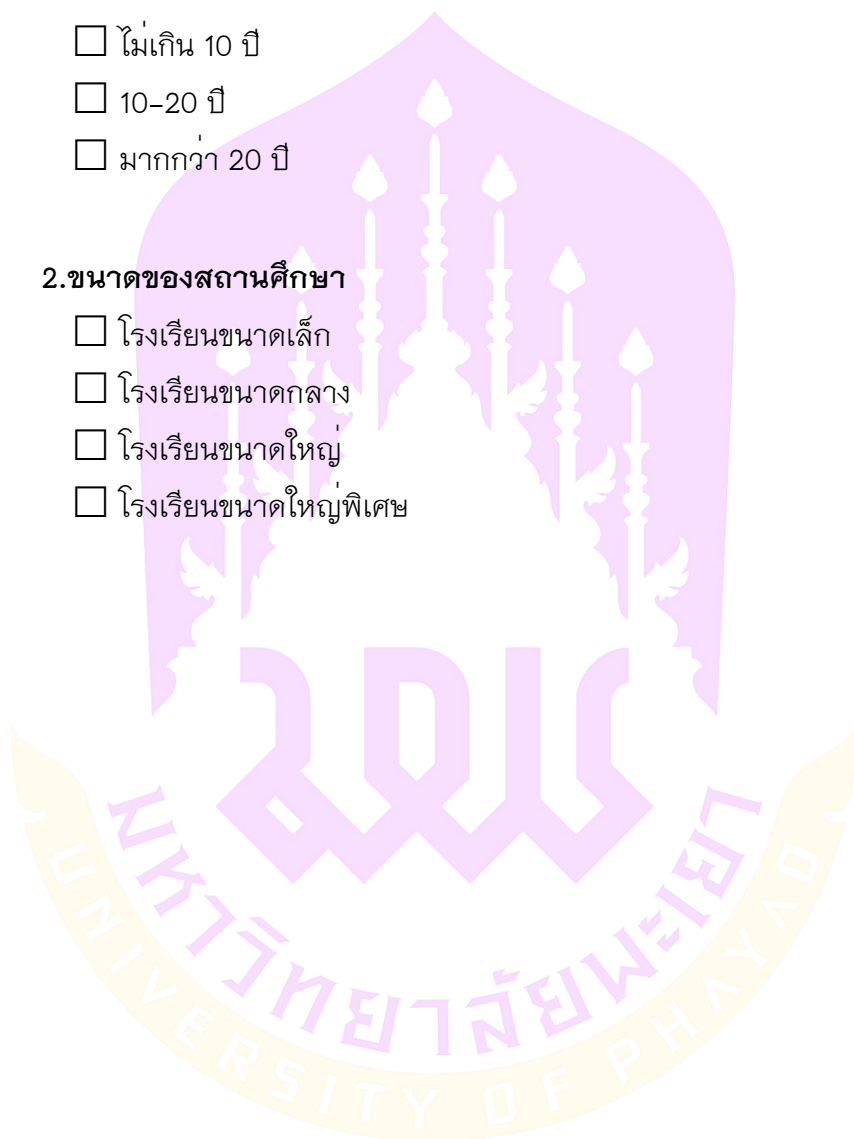 ☐ ไม่เกิน 10 ปี
☐ 10–20 ปี
☐ มากกว่า 20 ปี
2.ขนาดของสถานศึกษา
☐ โรงเรียนขนาดเล็ก
☐ โรงเรียนขนาดกลาง
☐ โรงเรียนขนาดใหญ่
☐ โรงเรียนขนาดใหญ่พิเศษ
มหาวิทยาลัยพะเยา
UNIVERSITY OF PHAYAO